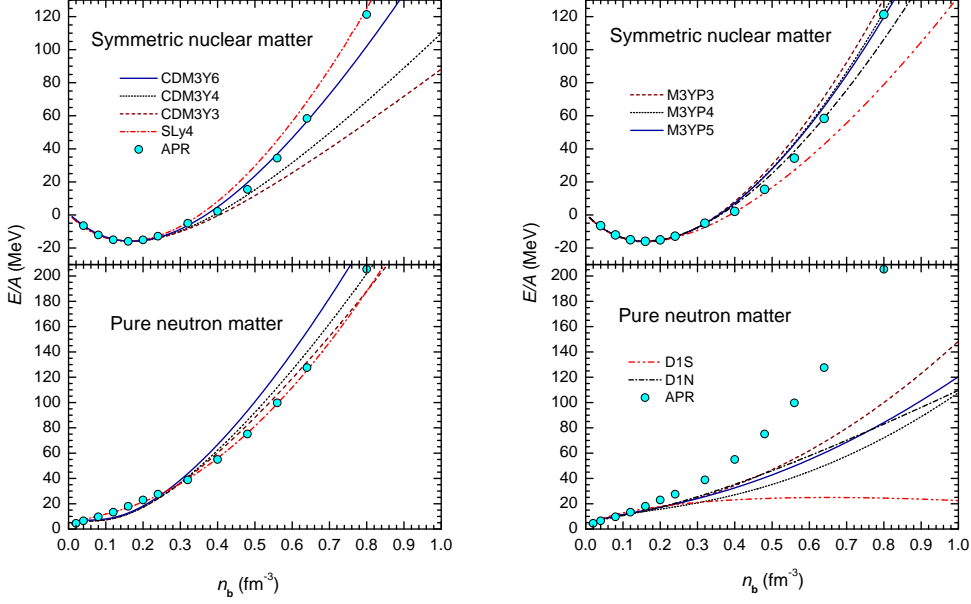 120
100
80
60
40
20
0
-20
Symmetric nuclear matter
CDM3Y6
CDM3Y4
CDM3Y3
SLy4
APR
E/A (MeV)
200
180
160
140
120
100
80
60
40
20
0
Pure neutron matter
0.0 0.1 0.2 0.3 0.4 0.5 0.6 0.7 0.8 0.9 1.0
n_b (fm⁻³)
120
100
80
60
40
20
0
-20
Symmetric nuclear matter
M3YP3
M3YP4
M3YP5
E/A (MeV)
200
180
160
140
120
100
80
60
40
20
0
Pure neutron matter
D1S
D1N
APR
0.0 0.1 0.2 0.3 0.4 0.5 0.6 0.7 0.8 0.9 1.0
n_b (fm⁻³)